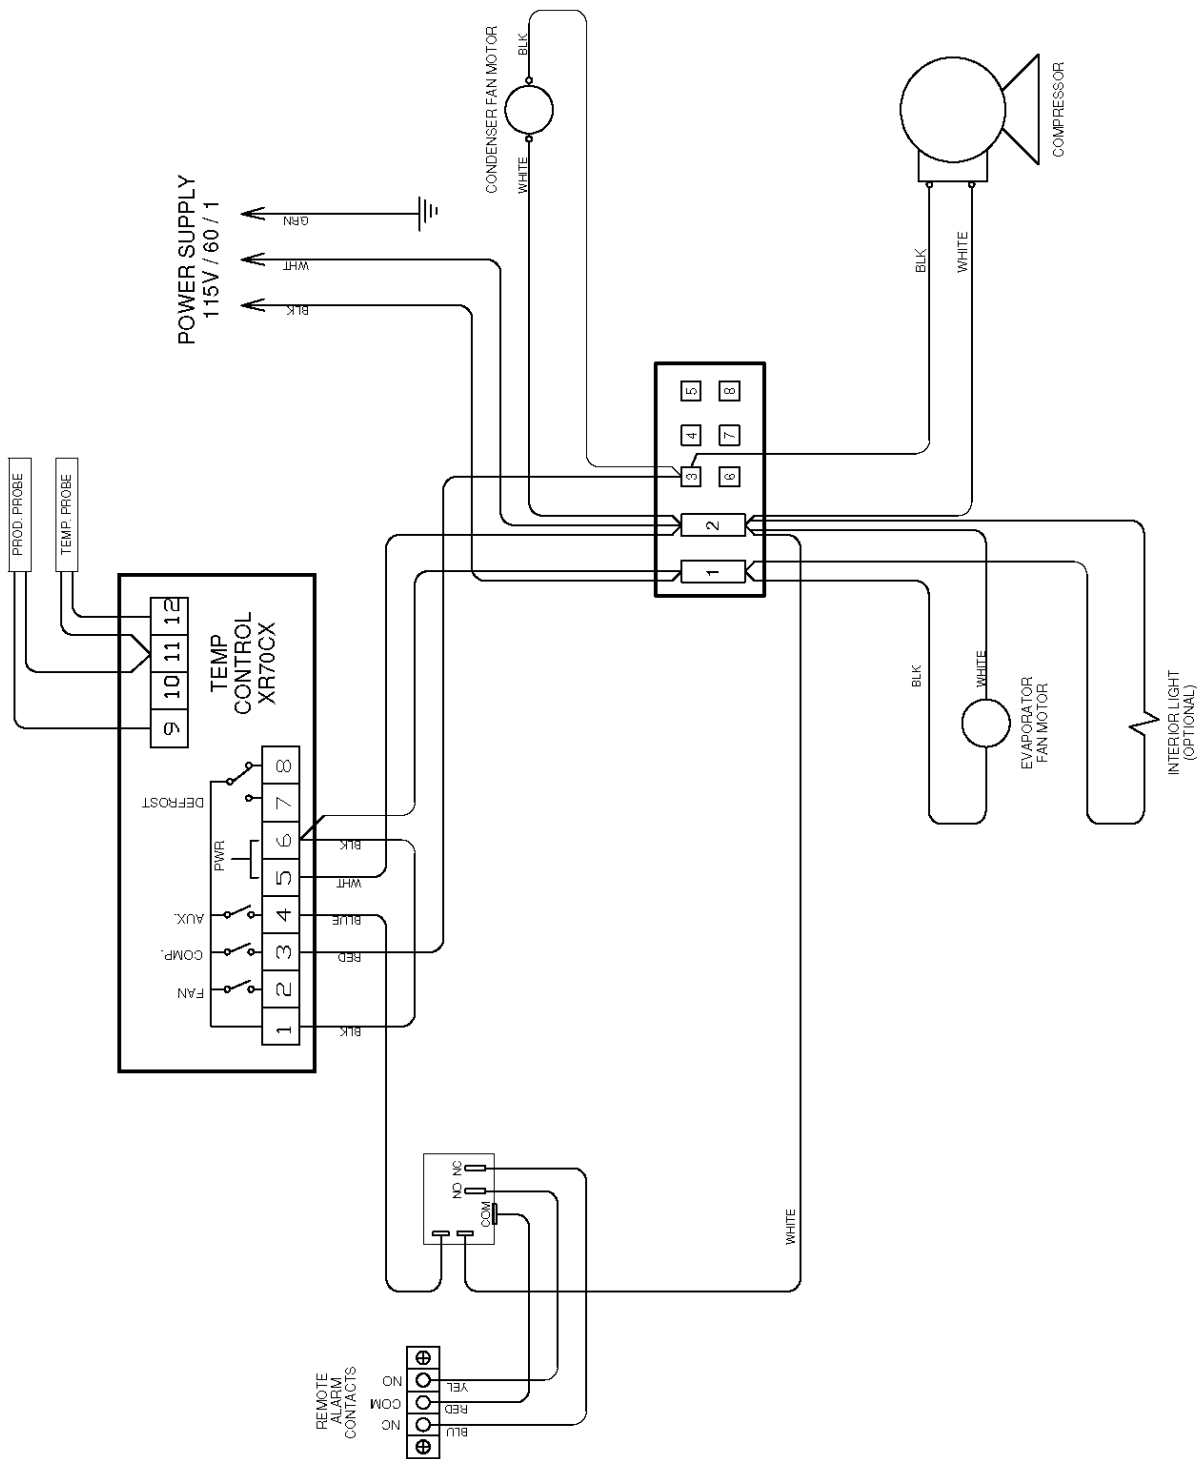 POWER SUPPLY
115V / 60 / 1
GRN
WHT
BLK
CONDENSER FAN MOTOR
BLK
WHITE
COMPRESSOR
BLK
WHITE
PROD. PROBE
TEMP. PROBE
9 10 11 12
TEMP
CONTROL
XR70CX
DEFROST
PWR
AUX.
COMP.
FAN
1 2 3 4 5 6 7 8
BLK
WHT
BLUE
RED
BLK
1 2 3 4 5
6 7 8
BLK
WHITE
EVAPORATOR
FAN MOTOR
INTERIOR LIGHT
(OPTIONAL)
NC
NO
COM
WHITE
REMOTE
ALARM
CONTACTS
NO
COM
NC
YEL
RED
BLU